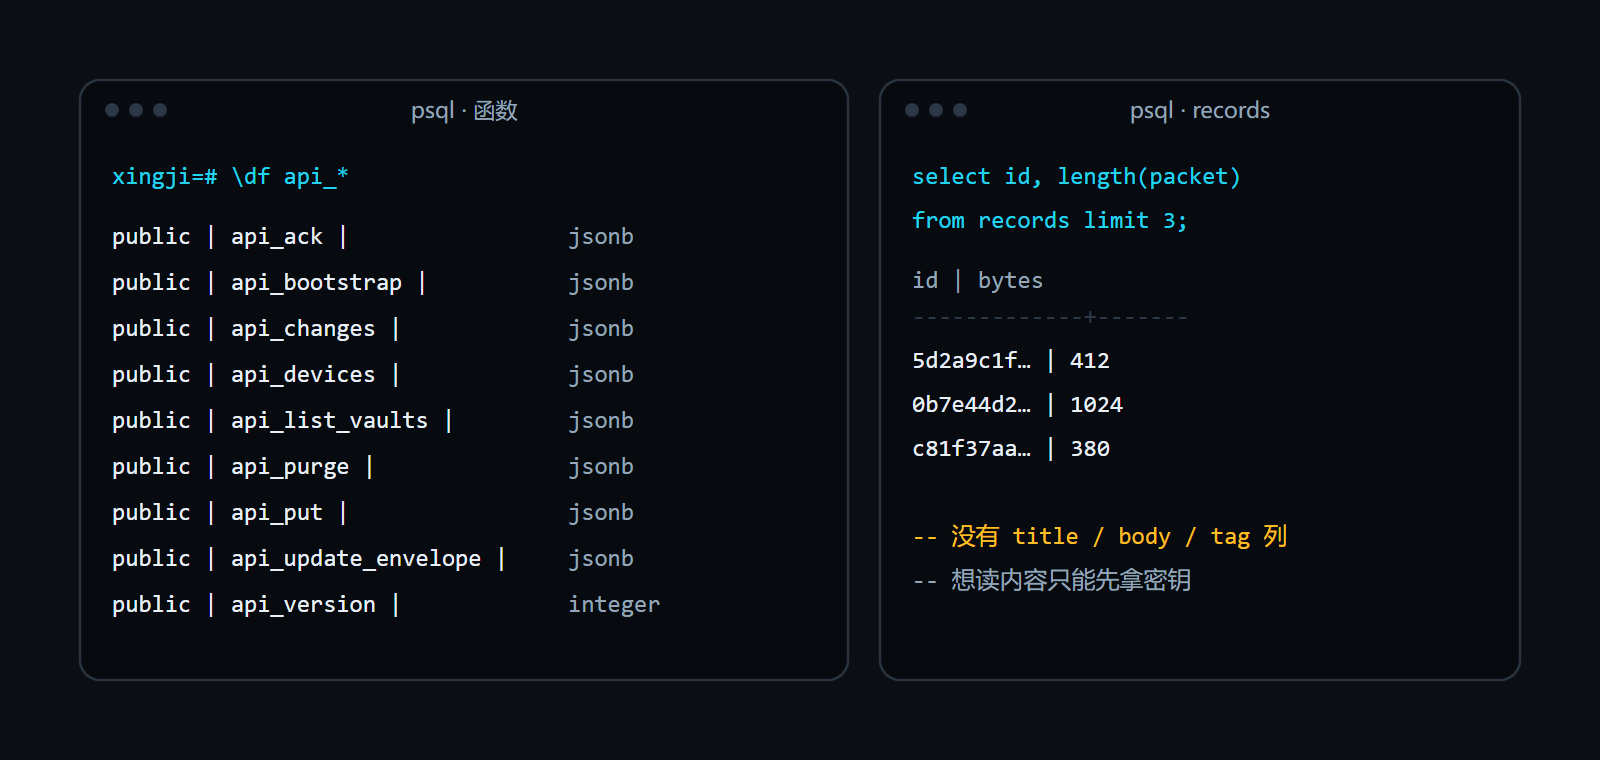 psql · 函数
xingji=# \df api_*
public | api_ack | jsonb
public | api_bootstrap | jsonb
public | api_changes | jsonb
public | api_devices | jsonb
public | api_list_vaults | jsonb
public | api_purge | jsonb
public | api_put | jsonb
public | api_update_envelope | jsonb
public | api_version | integer
psql · records
select id, length(packet)
from records limit 3;
id | bytes
-------------+-------
5d2a9c1f… | 412
0b7e44d2… | 1024
c81f37aa… | 380
-- 没有 title / body / tag 列
-- 想读内容只能先拿密钥